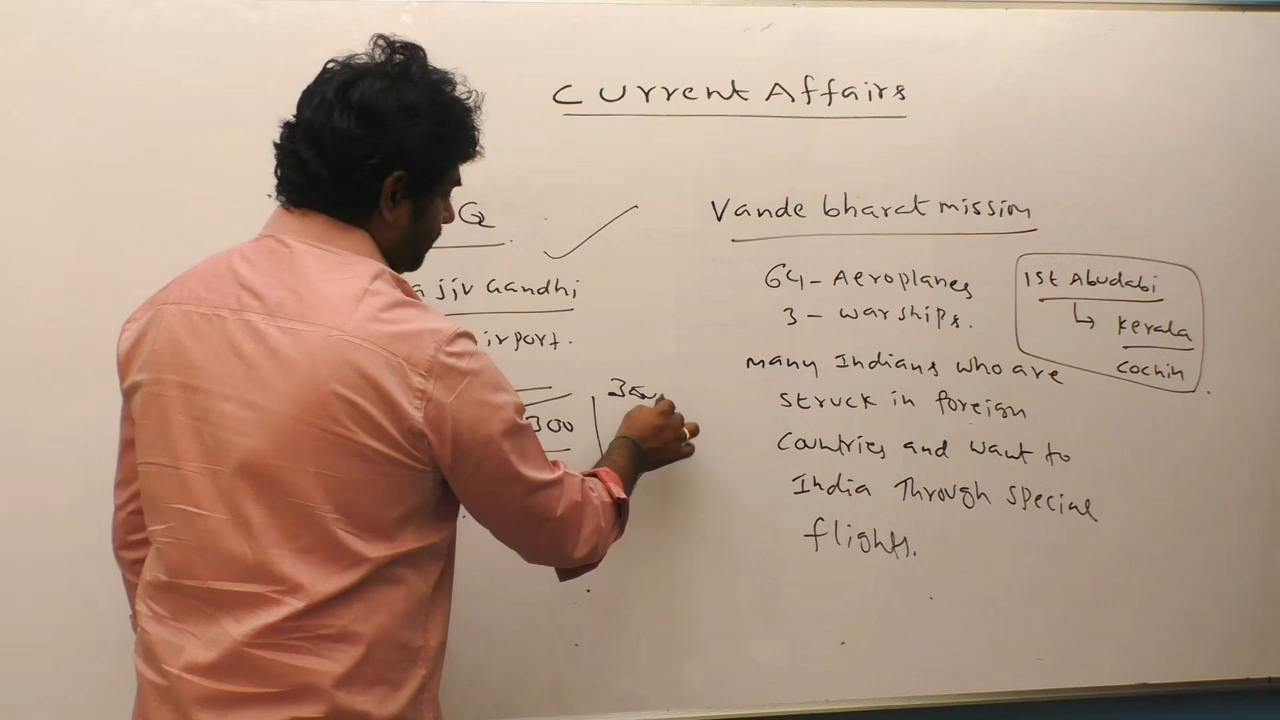 Current Affairs
Q
jiv Gandhi
irport.
300
Vande bharat mission
64 - Aeroplanes
3 - warships.
many Indians who are
struck in foreign
Countries and want to
India Through special
flights.
1st Abudabi
↳ Kerala
Cochin